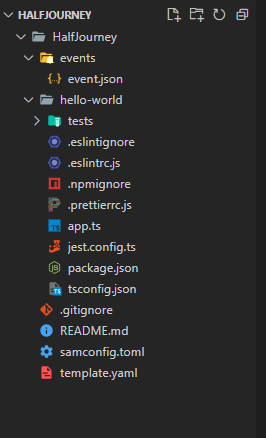 HALFJOURNEY
HalfJourney
events
event.json
hello-world
tests
.eslintignore
.eslintrc.js
.npmignore
.prettierrc.js
app.ts
jest.config.ts
package.json
tsconfig.json
.gitignore
README.md
samconfig.toml
template.yaml